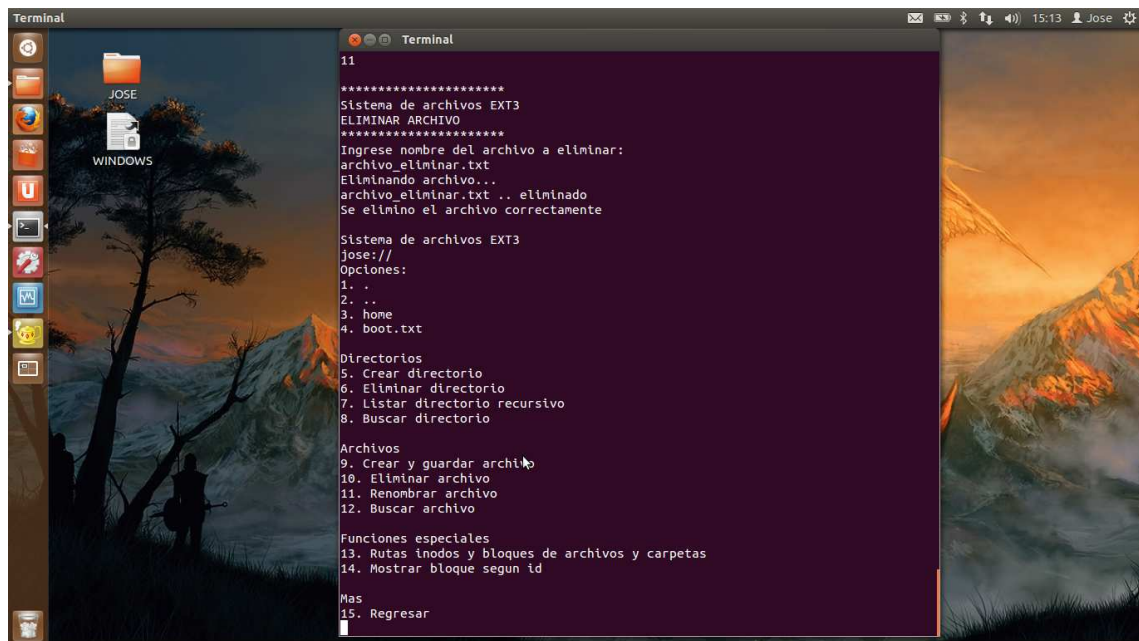 Terminal
15:13 Jose
JOSE
WINDOWS
Terminal
11
**********************
Sistema de archivos EXT3
ELIMINAR ARCHIVO
**********************
Ingrese nombre del archivo a eliminar:
archivo_eliminar.txt
Eliminando archivo...
archivo_eliminar.txt .. eliminado
Se elimino el archivo correctamente
Sistema de archivos EXT3
jose://
Opciones:
1. .
2. ..
3. home
4. boot.txt
Directorios
5. Crear directorio
6. Eliminar directorio
7. Listar directorio recursivo
8. Buscar directorio
Archivos
9. Crear y guardar archivo
10. Eliminar archivo
11. Renombrar archivo
12. Buscar archivo
Funciones especiales
13. Rutas inodos y bloques de archivos y carpetas
14. Mostrar bloque segun id
Mas
15. Regresar